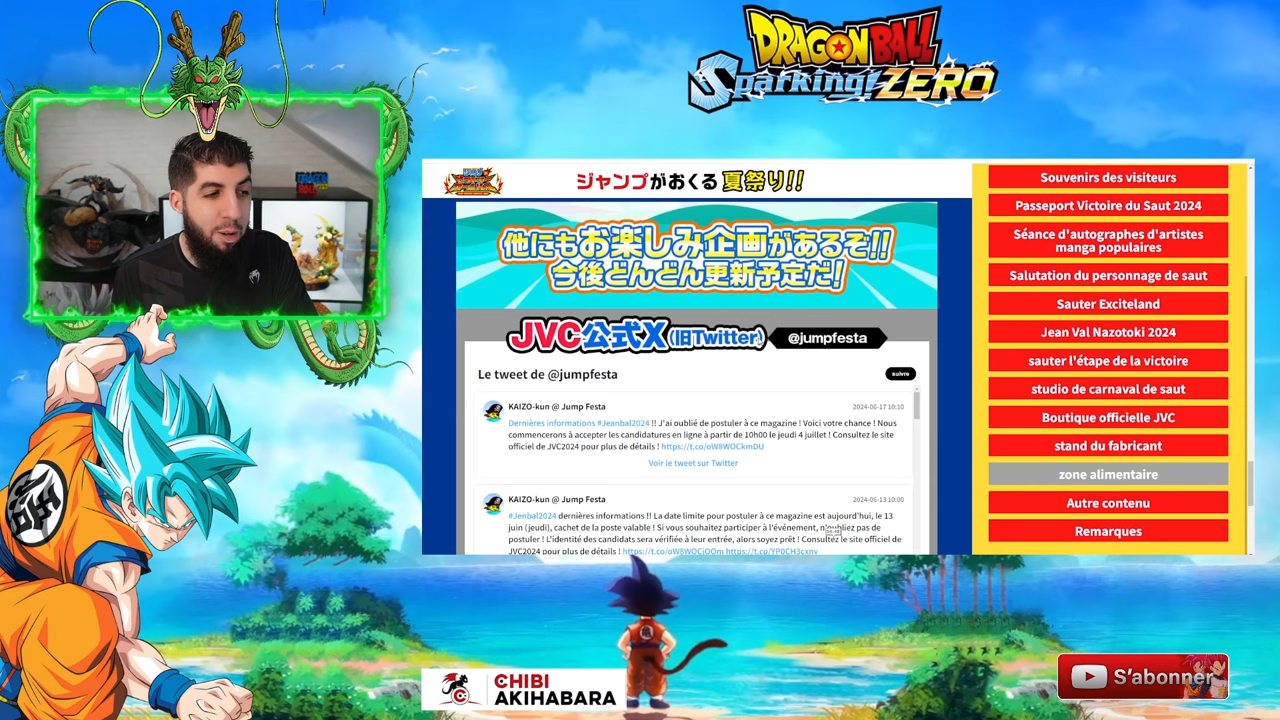 DRAGON BALL
Sparking! ZERO
ジャンプがおくる 夏祭り!!
他にもお楽しみ企画があるぞ!!
今後どんどん更新予定だ!
JVC公式X(旧Twitter)
@jumpfesta
Le tweet de @jumpfesta
suivre
KAIZO-kun @ Jump Festa
2024-06-17 10:10
Dernières informations #Jeanbal2024 !! J'ai oublié de postuler à ce magazine ! Voici votre chance ! Nous
commencerons à accepter les candidatures en ligne à partir de 10h00 le jeudi 4 juillet ! Consultez le site
officiel de JVC2024 pour plus de détails ! https://t.co/oW8WOCkmDU
Voir le tweet sur Twitter
KAIZO-kun @ Jump Festa
2024-06-13 10:00
#Jenbal2024 dernières informations !! La date limite pour postuler à ce magazine est aujourd'hui, le 13
juin (jeudi), cachet de la poste valable ! Si vous souhaitez participer à l'événement, n'oubliez pas de
postuler ! L'identité des candidats sera vérifiée à leur entrée, alors soyez prêt ! Consultez le site officiel de
JVC2024 pour plus de détails !
Souvenirs des visiteurs
Passeport Victoire du Saut 2024
Séance d'autographes d'artistes
manga populaires
Salutation du personnage de saut
Sauter Exciteland
Jean Val Nazotoki 2024
sauter l'étape de la victoire
studio de carnaval de saut
Boutique officielle JVC
stand du fabricant
zone alimentaire
Autre contenu
Remarques
CHIBI
AKIHABARA
S'abonner